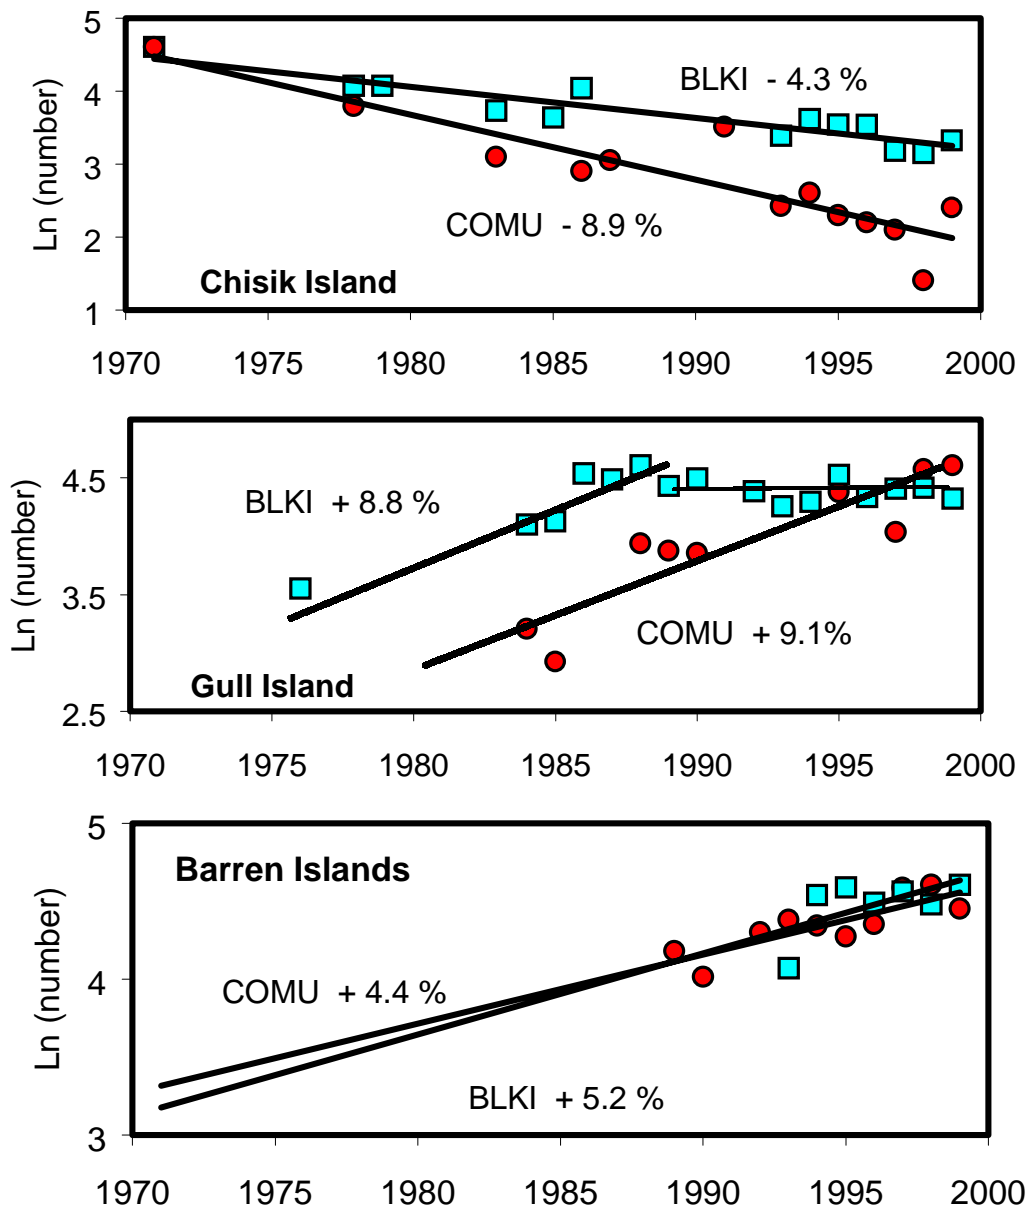 5
BLKI - 4.3 %
4
Ln (number)
3
COMU - 8.9 %
2
Chisik Island
1
1970 1975 1980 1985 1990 1995 2000
4.5
BLKI + 8.8 %
Ln (number)
3.5
COMU + 9.1%
Gull Island
2.5
1970 1975 1980 1985 1990 1995 2000
5
Barren Islands
Ln (number)
4
COMU + 4.4 %
BLKI + 5.2 %
3
1970 1975 1980 1985 1990 1995 2000